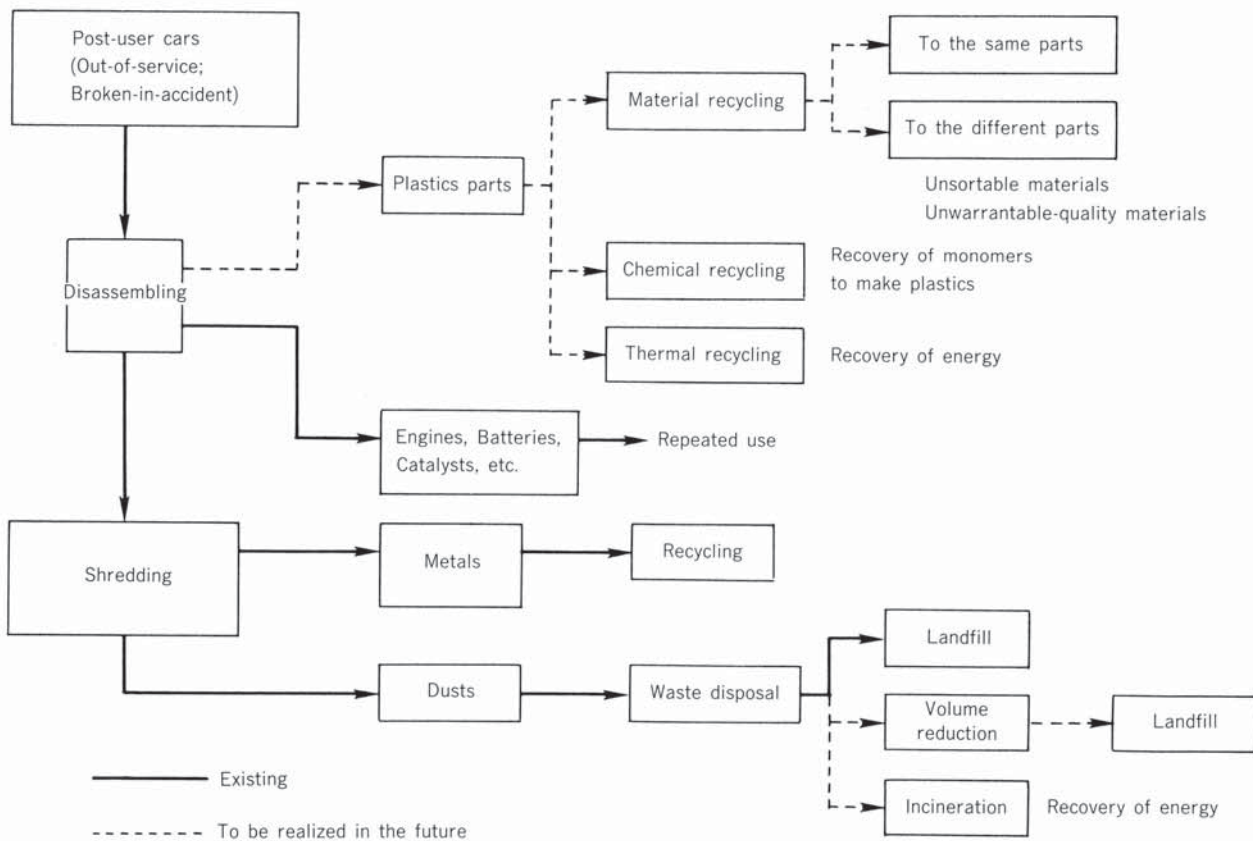 Post-user cars
(Out-of-service;
Broken-in-accident)
To the same parts
Material recycling
To the different parts
Plastics parts
Unsortable materials
Unwarrantable-quality materials
Disassembling
Chemical recycling
Recovery of monomers
to make plastics
Thermal recycling
Recovery of energy
Engines, Batteries,
Catalysts, etc.
Repeated use
Shredding
Metals
Recycling
Landfill
Dusts
Waste disposal
Volume
reduction
Landfill
Existing
Incineration
Recovery of energy
To be realized in the future